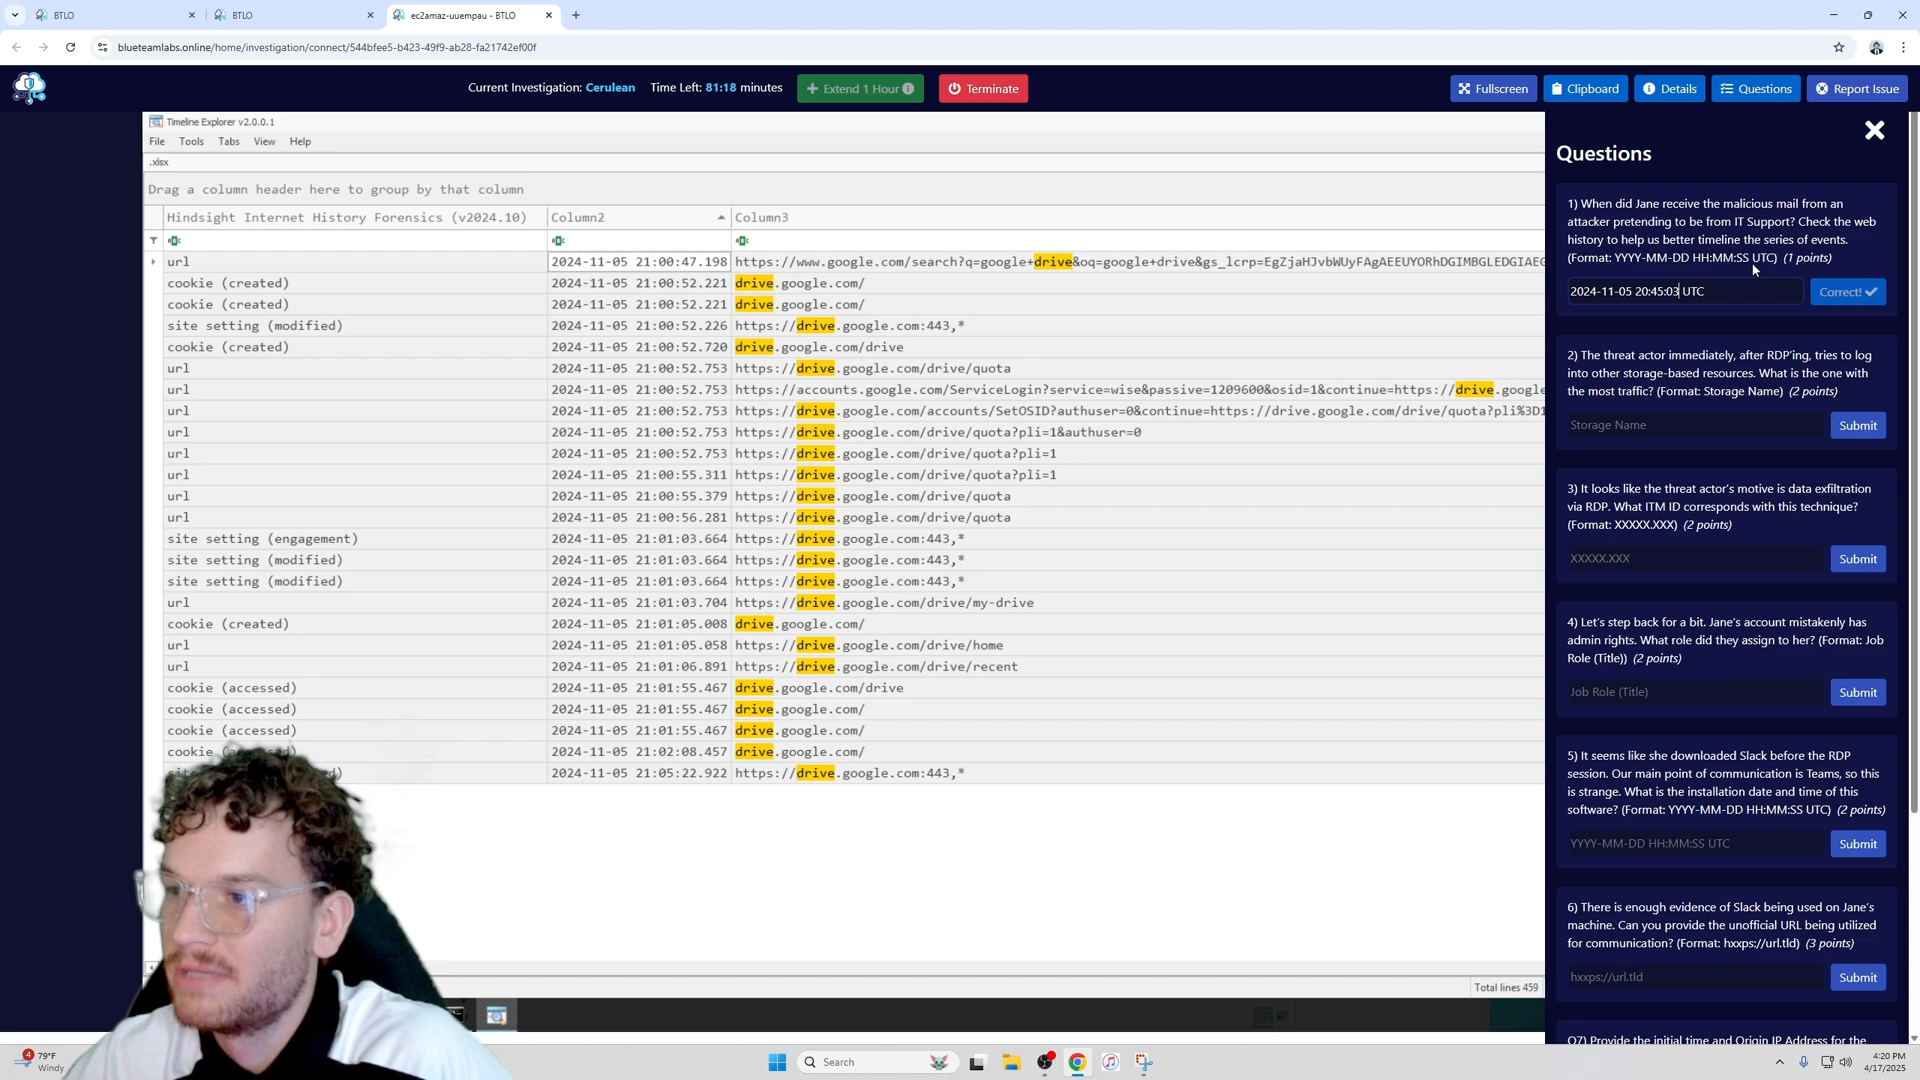 BTLO
BTLO
ec2amaz-uuempau - BTLO
blueteamlabs.online/home/investigation/connect/544bfee5-b423-49f9-ab28-fa21742ef00f
Current Investigation: Cerulean Time Left: 81:18 minutes
Extend 1 Hour
Terminate
Fullscreen
Clipboard
Details
Questions
Report Issue
Timeline Explorer v2.0.0.1
File Tools Tabs View Help
.xlsx
Drag a column header here to group by that column
Hindsight Internet History Forensics (v2024.10) Column2 Column3
url 2024-11-05 21:00:47.198 https://www.google.com/search?q=google+drive&oq=google+drive&gs_lcrp=EgZjaHJvbWUyFAgAEEUYORhDGIMBGLEDGIAEG
cookie (created) 2024-11-05 21:00:52.221 drive.google.com/
cookie (created) 2024-11-05 21:00:52.221 drive.google.com/
site setting (modified) 2024-11-05 21:00:52.226 https://drive.google.com:443,*
cookie (created) 2024-11-05 21:00:52.720 drive.google.com/drive
url 2024-11-05 21:00:52.753 https://drive.google.com/drive/quota
url 2024-11-05 21:00:52.753 https://accounts.google.com/ServiceLogin?service=wise&passive=1209600&osid=1&continue=https://drive.google
url 2024-11-05 21:00:52.753 https://drive.google.com/accounts/SetOSID?authuser=0&continue=https://drive.google.com/drive/quota?pli%3D1
url 2024-11-05 21:00:52.753 https://drive.google.com/drive/quota?pli=1&authuser=0
url 2024-11-05 21:00:52.753 https://drive.google.com/drive/quota?pli=1
url 2024-11-05 21:00:55.311 https://drive.google.com/drive/quota?pli=1
url 2024-11-05 21:00:55.379 https://drive.google.com/drive/quota
url 2024-11-05 21:00:56.281 https://drive.google.com/drive/quota
site setting (engagement) 2024-11-05 21:01:03.664 https://drive.google.com:443,*
site setting (modified) 2024-11-05 21:01:03.664 https://drive.google.com:443,*
site setting (modified) 2024-11-05 21:01:03.664 https://drive.google.com:443,*
url 2024-11-05 21:01:03.704 https://drive.google.com/drive/my-drive
cookie (created) 2024-11-05 21:01:05.008 drive.google.com/
url 2024-11-05 21:01:05.058 https://drive.google.com/drive/home
url 2024-11-05 21:01:06.891 https://drive.google.com/drive/recent
cookie (accessed) 2024-11-05 21:01:55.467 drive.google.com/drive
cookie (accessed) 2024-11-05 21:01:55.467 drive.google.com/
cookie (accessed) 2024-11-05 21:01:55.467 drive.google.com/
cookie 2024-11-05 21:02:08.457 drive.google.com/
2024-11-05 21:05:22.922 https://drive.google.com:443,*
Total lines 459
Questions
1) When did Jane receive the malicious mail from an
attacker pretending to be from IT Support? Check the web
history to help us better timeline the series of events.
(Format: YYYY-MM-DD HH:MM:SS UTC) (1 points)
2024-11-05 20:45:03 UTC
Correct!
2) The threat actor immediately, after RDP'ing, tries to log
into other storage-based resources. What is the one with
the most traffic? (Format: Storage Name) (2 points)
Storage Name
Submit
3) It looks like the threat actor's motive is data exfiltration
via RDP. What ITM ID corresponds with this technique?
(Format: XXXXX.XXX) (2 points)
XXXXX.XXX
Submit
4) Let's step back for a bit. Jane's account mistakenly has
admin rights. What role did they assign to her? (Format: Job
Role (Title)) (2 points)
Job Role (Title)
Submit
5) It seems like she downloaded Slack before the RDP
session. Our main point of communication is Teams, so this
is strange. What is the installation date and time of this
software? (Format: YYYY-MM-DD HH:MM:SS UTC) (2 points)
YYYY-MM-DD HH:MM:SS UTC
Submit
6) There is enough evidence of Slack being used on Jane's
machine. Can you provide the unofficial URL being utilized
for communication? (Format: hxxps://url.tld) (3 points)
hxxps://url.tld
Submit
Q7) Provide the initial time and Origin IP Address for the
4
79°F
Windy
Search
4:20 PM
4/17/2025